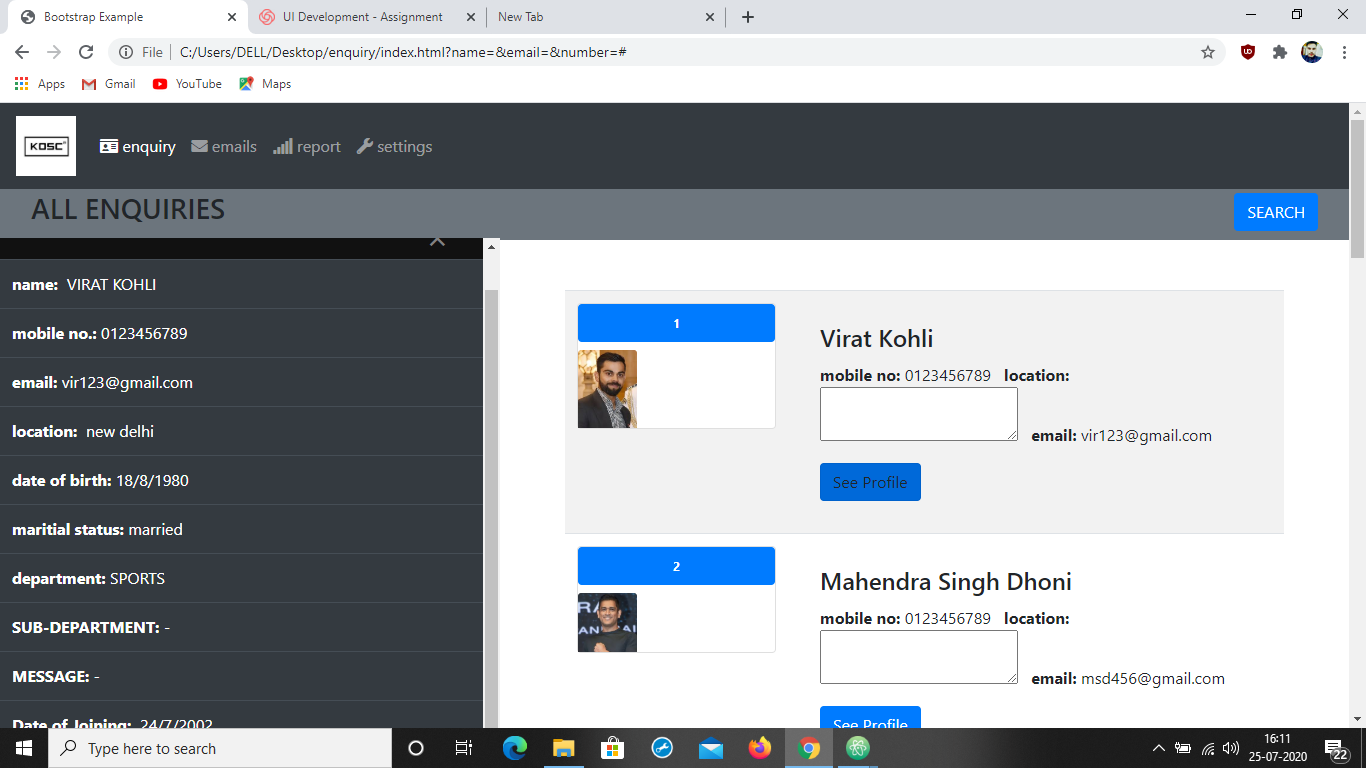 Bootstrap Example
UI Development - Assignment
New Tab
File
C:/Users/DELL/Desktop/enquiry/index.html?name=&email=&number=#
Apps
Gmail
YouTube
Maps
KOSC
enquiry
emails
report
settings
ALL ENQUIRIES
SEARCH
name: VIRAT KOHLI
mobile no.: 0123456789
email: vir123@gmail.com
location: new delhi
date of birth: 18/8/1980
maritial status: married
department: SPORTS
SUB-DEPARTMENT: -
MESSAGE: -
Date of Joining: 24/7/2002
1
Virat Kohli
mobile no: 0123456789 location:
email: vir123@gmail.com
See Profile
2
Mahendra Singh Dhoni
mobile no: 0123456789 location:
email: msd456@gmail.com
See Profile
Type here to search
16:11
25-07-2020
22